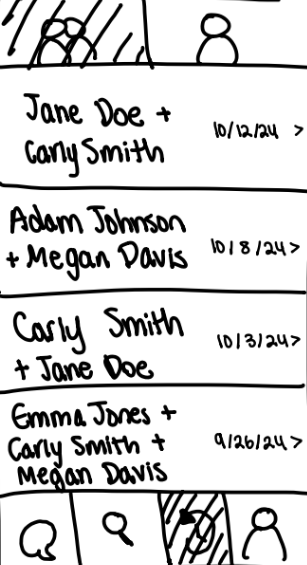 Jane Doe +
Carly Smith
10/12/24 >
Adam Johnson
+ Megan Davis
10/8/24 >
Carly Smith
+ Jane Doe
10/3/24 >
Emma Jones +
Carly Smith +
Megan Davis
9/26/24 >